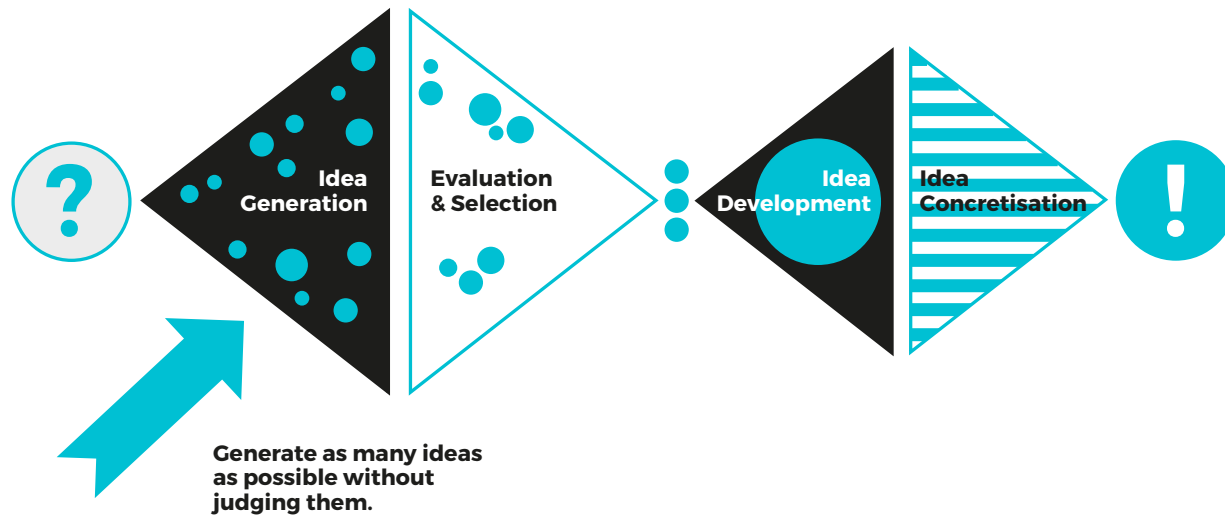 ?
Idea
Generation
Evaluation
& Selection
Idea
Development
Idea
Concretisation
!
Generate as many ideas
as possible without
judging them.